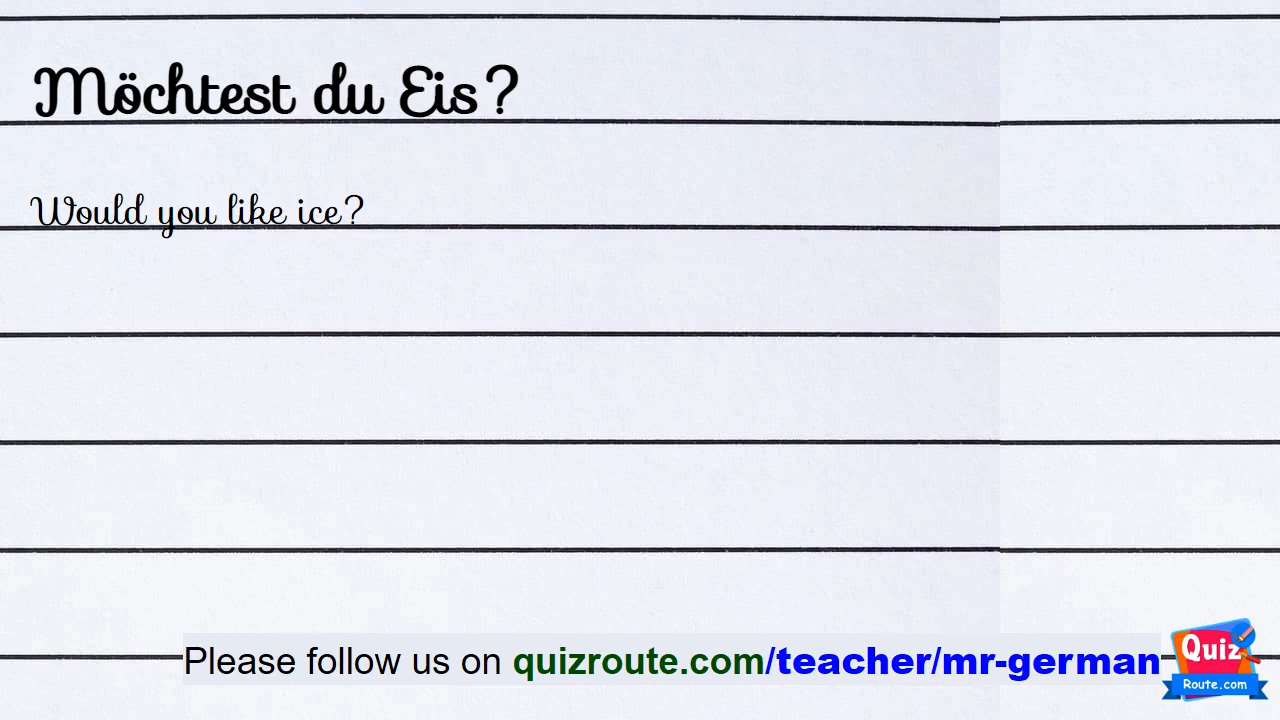 Möchtest du Eis?
Would you like ice?
Please follow us on quizroute.com/teacher/mr-german
Quiz
Route.com